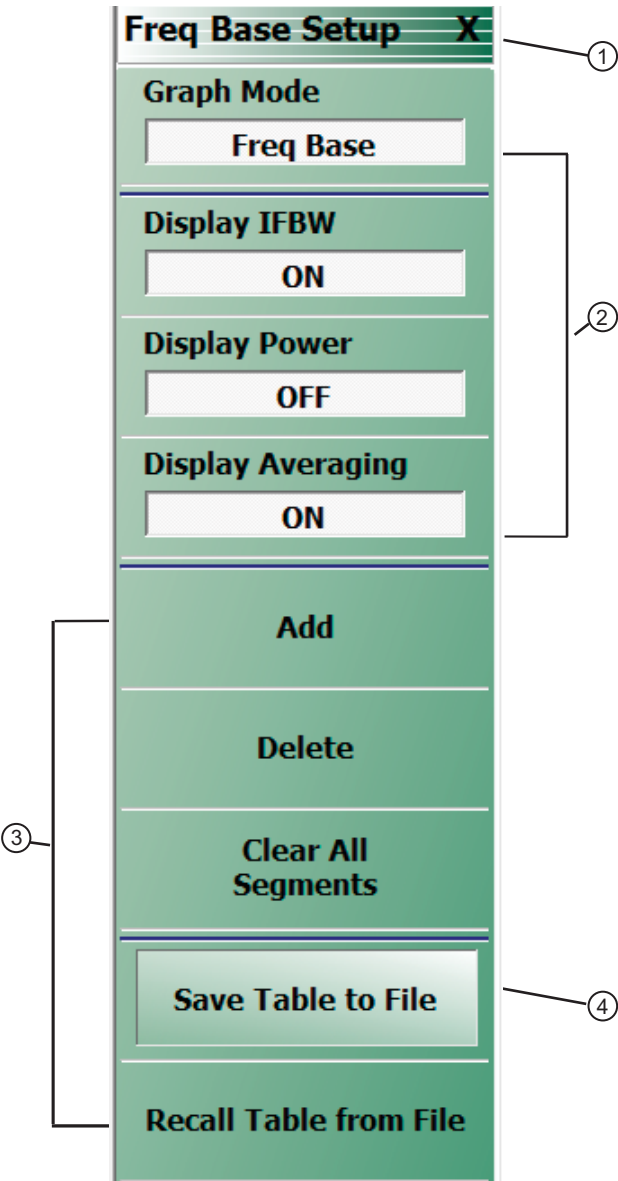 Freq Base Setup X
①
Graph Mode
Freq Base
Display IFBW
ON
②
Display Power
OFF
Display Averaging
ON
Add
Delete
③
Clear All
Segments
Save Table to File
④
Recall Table from File